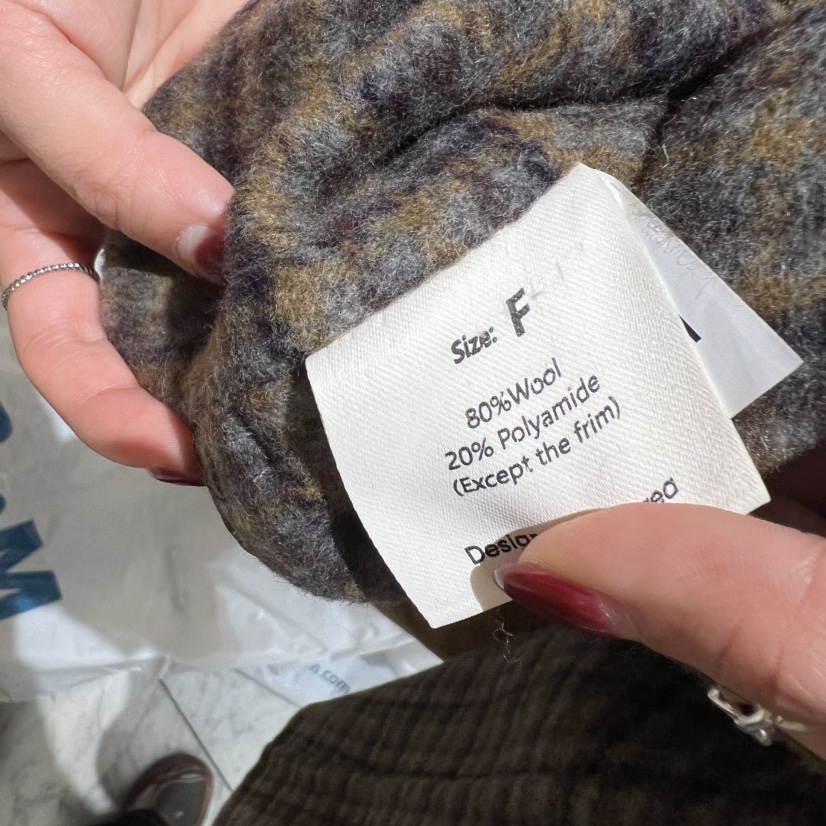 Size: F
80%Wool
20% Polyamide
(Except the frim)